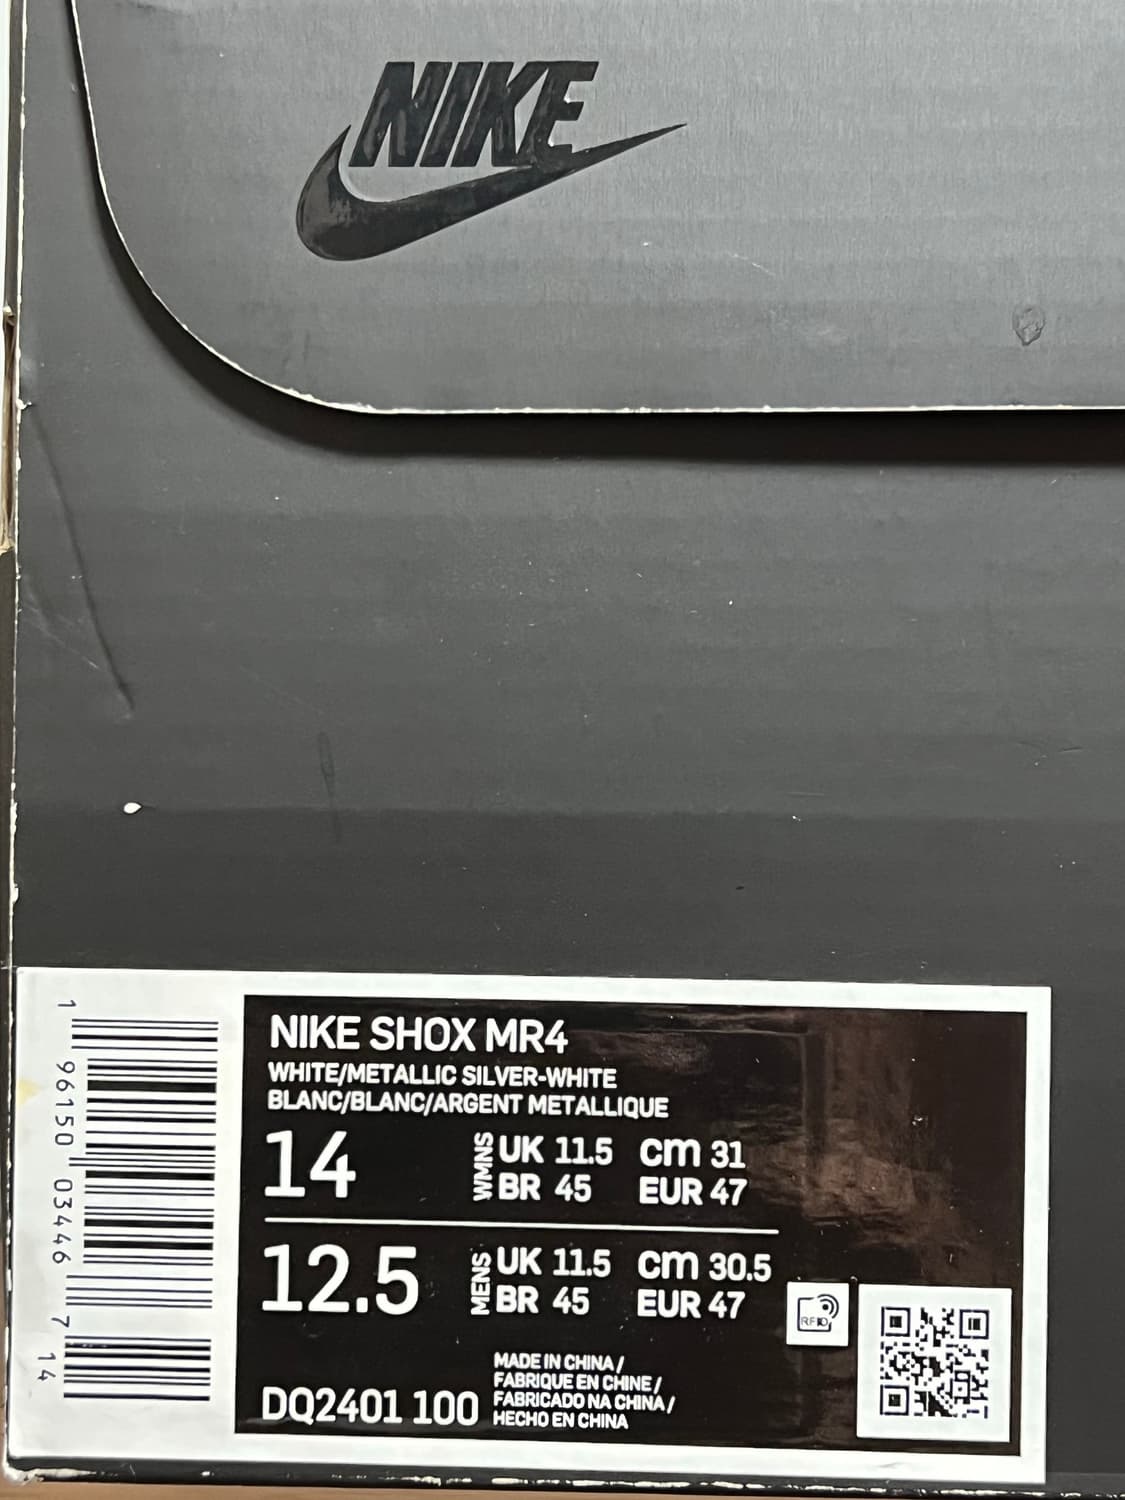 NIKE
NIKE SHOX MR4
WHITE/METALLIC SILVER-WHITE
BLANC/BLANC/ARGENT METALLIQUE
14 WMNS UK 11.5 cm 31
BR 45 EUR 47
12.5 MENS UK 11.5 cm 30.5
BR 45 EUR 47
MADE IN CHINA /
FABRIQUE EN CHINE /
FABRICADO NA CHINA /
HECHO EN CHINA
DQ2401 100
RFID
1 96150 03446 7 14